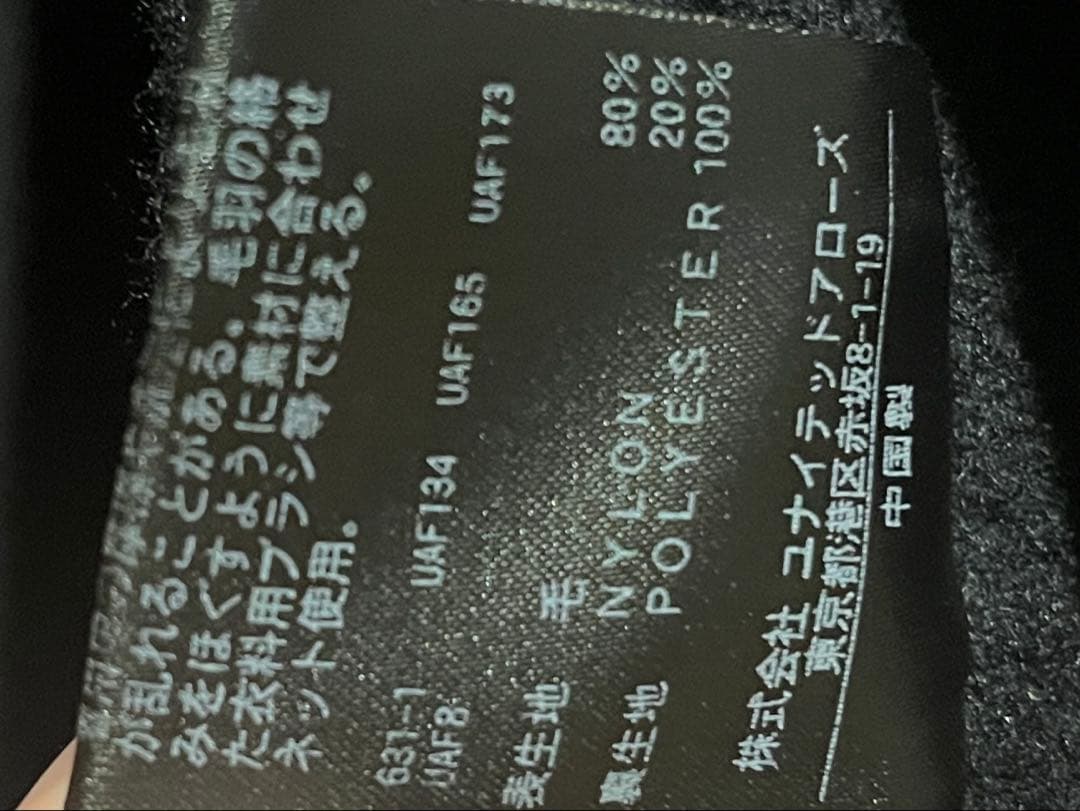 が乱れることがある。毛羽の絡
みをほぐすように素材に合わせ
た衣料用ブラシ等で整える。
ネット使用。
631-1 UAF134 UAF165 UAF173
UAF8
表生地 毛 80%
NYLON 20%
裏生地 POLYESTER 100%
株式会社 ユナイテッドアローズ
東京都港区赤坂8-1-19
中国製